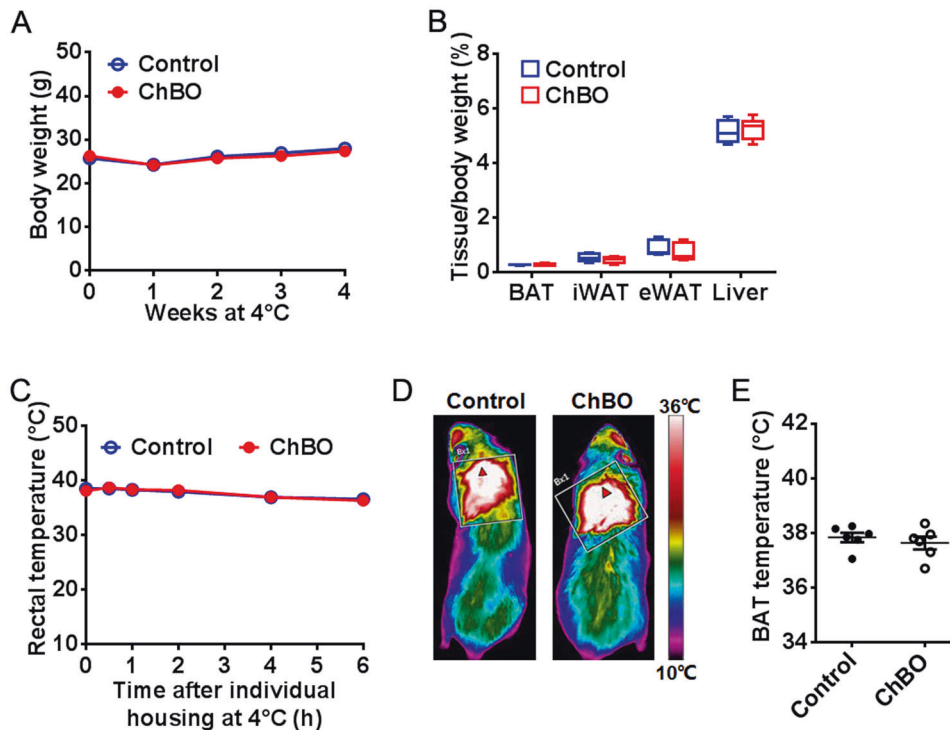 A
Body weight (g)
50
40
30
20
10
0
Control
ChBO
0 1 2 3 4
Weeks at 4°C
B
Tissue/body weight (%)
8
6
4
2
0
Control
ChBO
BAT iWAT eWAT Liver
C
Rectal temperature (°C)
50
40
30
20
10
Control ChBO
0 1 2 3 4 5 6
Time after individual
housing at 4°C (h)
D
Control ChBO
36℃
Bx1
Bx1
10℃
E
BAT temperature (°C)
42
40
38
36
34
Control
ChBO